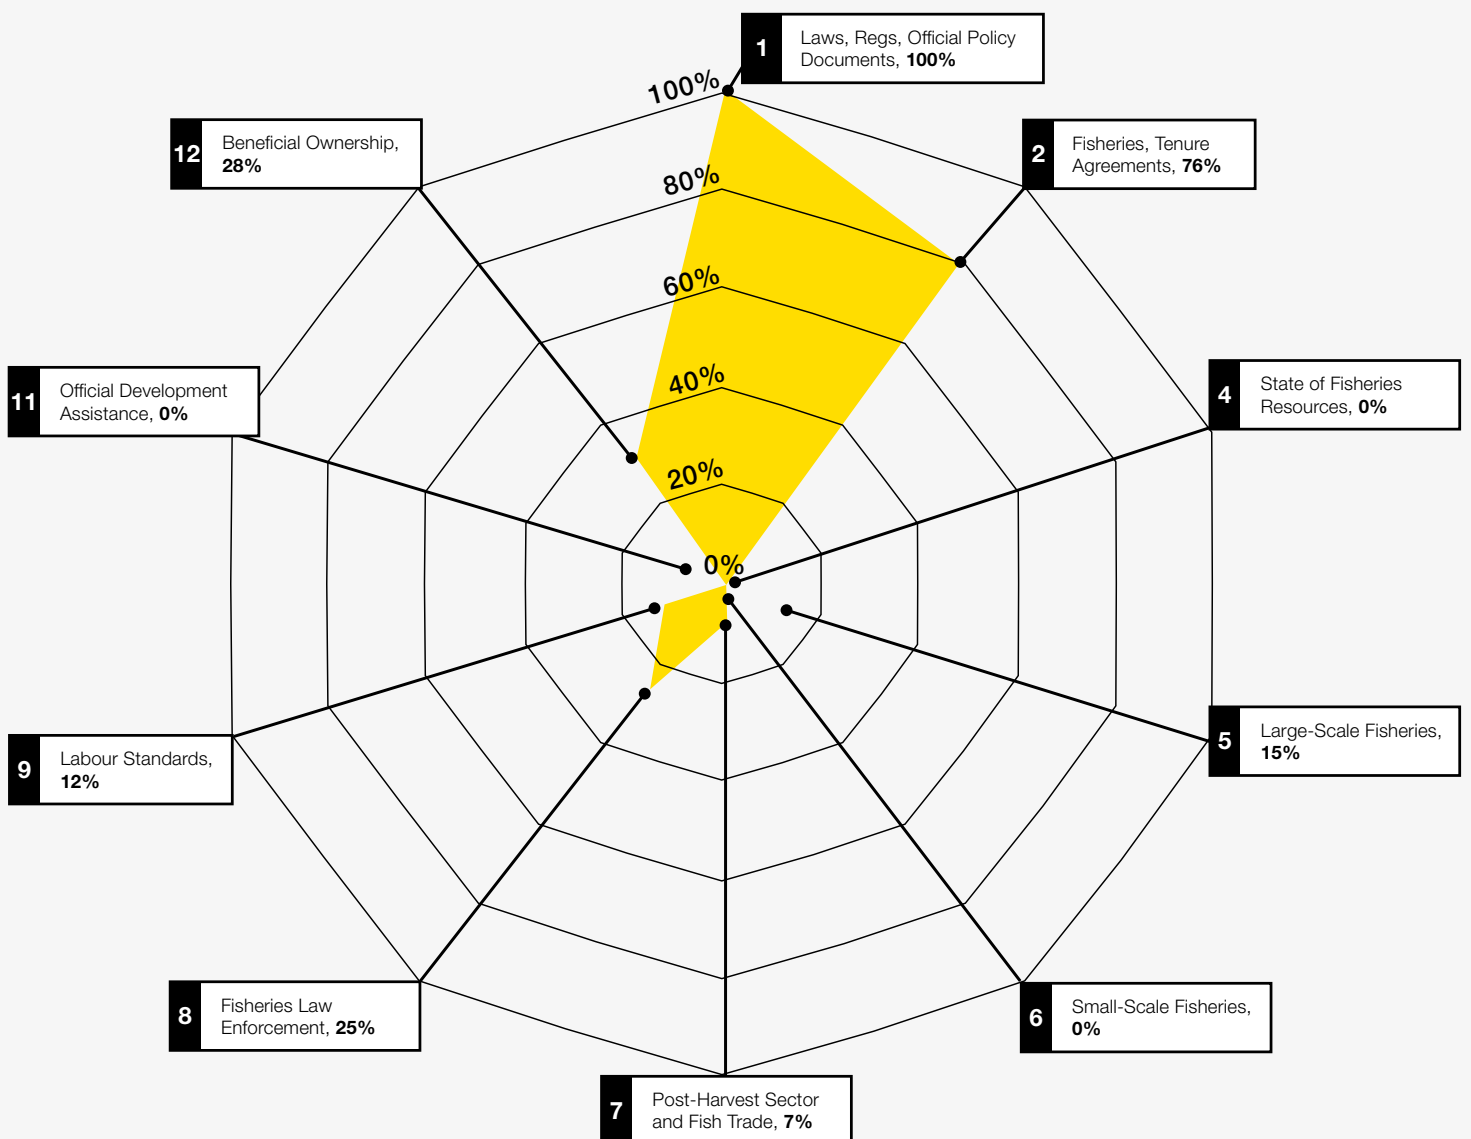 1
Laws, Regs, Official Policy
Documents, 100%
100%
12
Beneficial Ownership,
28%
2
Fisheries, Tenure
Agreements, 76%
80%
60%
11
Official Development
Assistance, 0%
40%
4
State of Fisheries
Resources, 0%
20%
0%
9
Labour Standards,
12%
5
Large-Scale Fisheries,
15%
8
Fisheries Law
Enforcement, 25%
6
Small-Scale Fisheries,
0%
7
Post-Harvest Sector
and Fish Trade, 7%